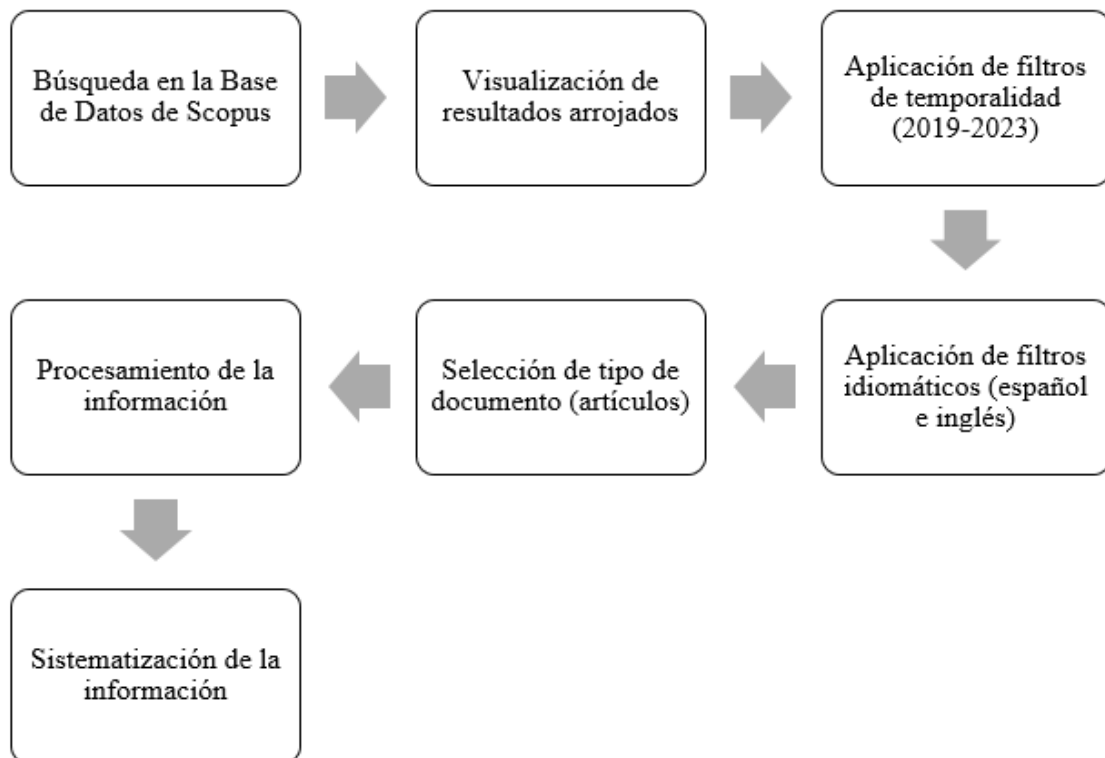 Búsqueda en la Base
de Datos de Scopus
Visualización de
resultados arrojados
Aplicación de filtros
de temporalidad
(2019-2023)
Aplicación de filtros
idiomáticos (español
e inglés)
Selección de tipo de
documento (artículos)
Procesamiento de la
información
Sistematización de la
información